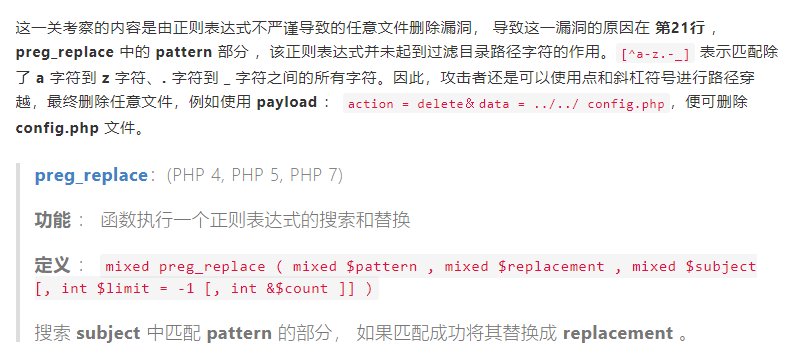 这一关考察的内容是由正则表达式不严谨导致的任意文件删除漏洞， 导致这一漏洞的原因在 第21行 ，
preg_replace 中的 pattern 部分 ，该正则表达式并未起到过滤目录路径字符的作用。[^a-z.-_] 表示匹配除
了 a 字符到 z 字符、. 字符到 _ 字符之间的所有字符。因此，攻击者还是可以使用点和斜杠符号进行路径穿
越，最终删除任意文件，例如使用 payload ： action = delete& data = ../../ config.php，便可删除
config.php 文件。
preg_replace：(PHP 4, PHP 5, PHP 7)
功能 ： 函数执行一个正则表达式的搜索和替换
定义 ： mixed preg_replace ( mixed $pattern , mixed $replacement , mixed $subject
[, int $limit = -1 [, int &$count ]] )
搜索 subject 中匹配 pattern 的部分， 如果匹配成功将其替换成 replacement 。